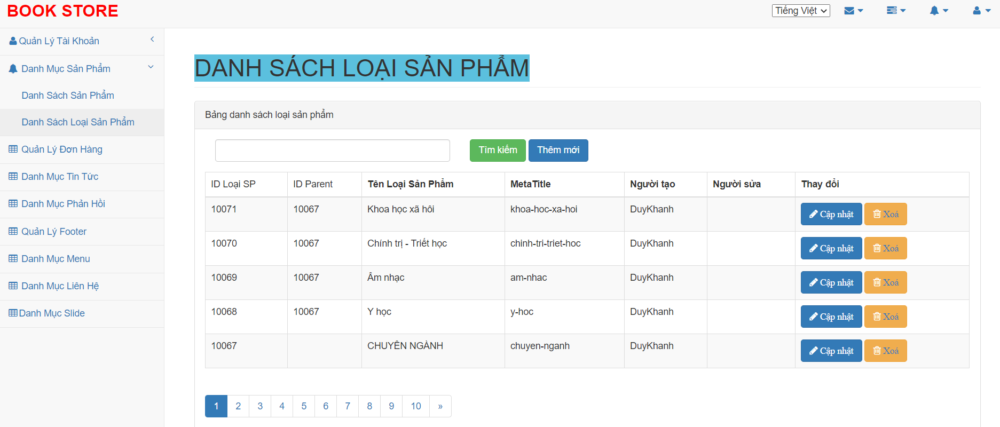 BOOK STORE
Tiếng Việt
Quản Lý Tài Khoản
Danh Mục Sản Phẩm
Danh Sách Sản Phẩm
Danh Sách Loại Sản Phẩm
Quản Lý Đơn Hàng
Danh Mục Tin Tức
Danh Mục Phản Hồi
Quản Lý Footer
Danh Mục Menu
Danh Mục Liên Hệ
Danh Mục Slide
DANH SÁCH LOẠI SẢN PHẨM
Bảng danh sách loại sản phẩm
Tìm kiếm Thêm mới
ID Loại SP ID Parent Tên Loại Sản Phẩm MetaTitle Người tạo Người sửa Thay đổi
10071 10067 Khoa học xã hôi khoa-hoc-xa-hoi DuyKhanh Cập nhật Xoá
10070 10067 Chính trị - Triết học chinh-tri-triet-hoc DuyKhanh Cập nhật Xoá
10069 10067 Âm nhạc am-nhac DuyKhanh Cập nhật Xoá
10068 10067 Y học y-hoc DuyKhanh Cập nhật Xoá
10067 CHUYÊN NGÀNH chuyen-nganh DuyKhanh Cập nhật Xoá
1 2 3 4 5 6 7 8 9 10 »